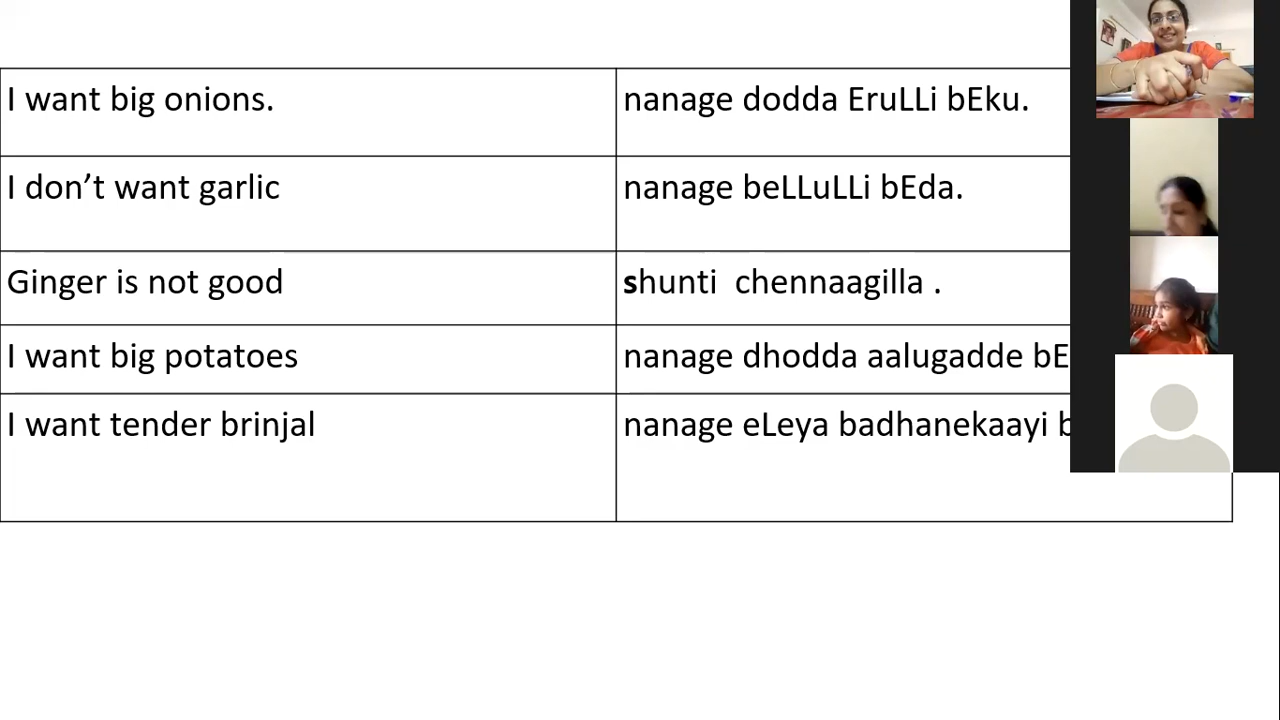 I want big onions. nanage dodda EruLLi bEku.
I don’t want garlic nanage beLLuLLi bEda.
Ginger is not good shunti chennaagilla .
I want big potatoes nanage dhodda aalugadde bE
I want tender brinjal nanage eLeya badhanekaayi b